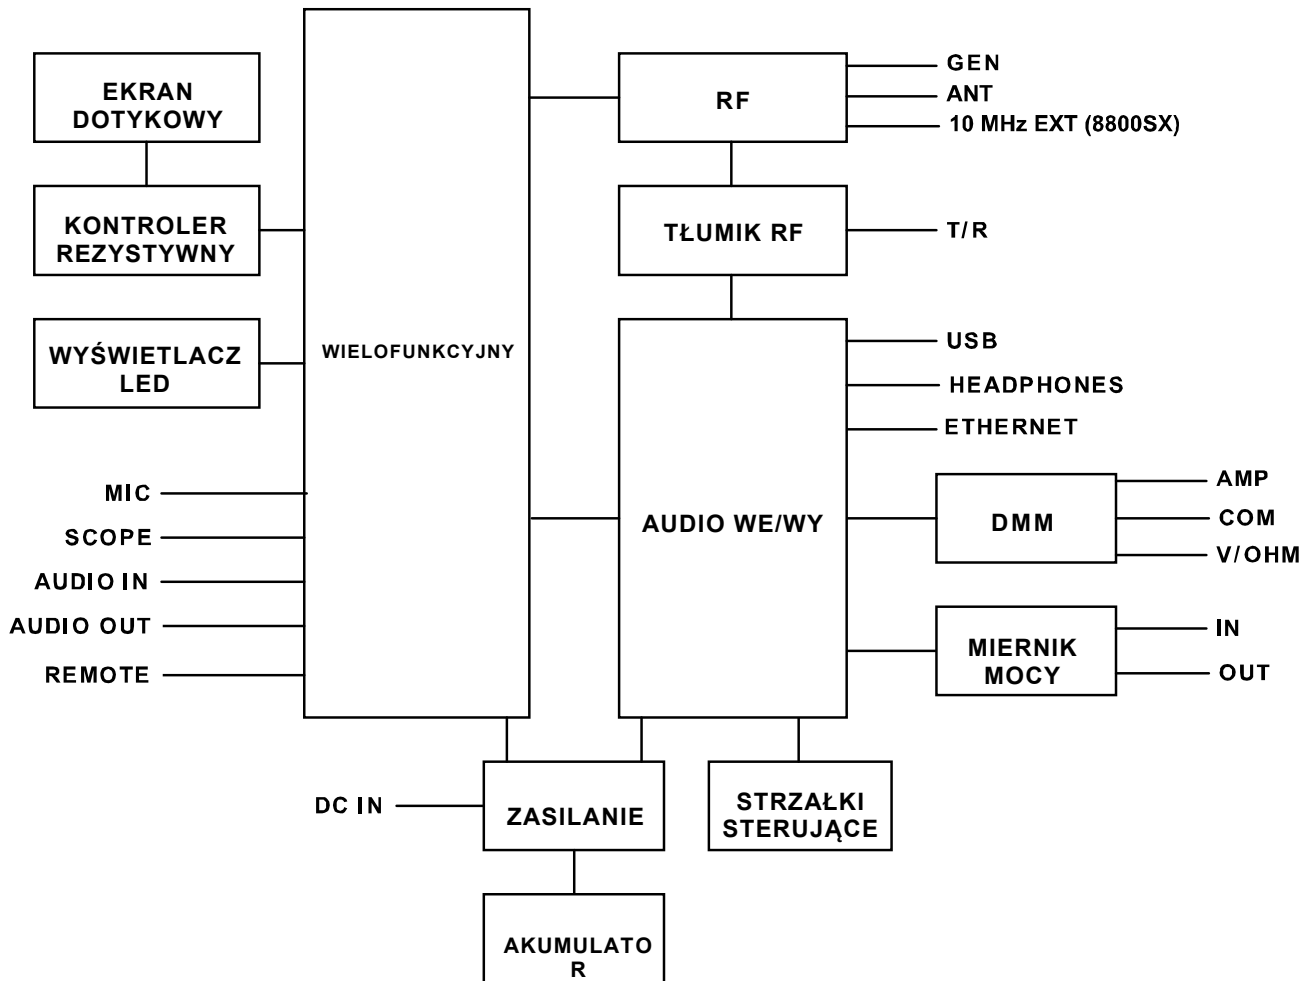 EKRAN
DOTYKOWY
KONTROLER
REZYSTYWNY
WYŚWIETLACZ
LED
MIC
SCOPE
AUDIO IN
AUDIO OUT
REMOTE
WIELOFUNKCYJNY
RF
GEN
ANT
10 MHz EXT (8800SX)
TŁUMIK RF
T/R
AUDIO WE/WY
USB
HEADPHONES
ETHERNET
DMM
AMP
COM
V/OHM
MIERNIK
MOCY
IN
OUT
DC IN
ZASILANIE
STRZAŁKI
STERUJĄCE
AKUMULATO
R